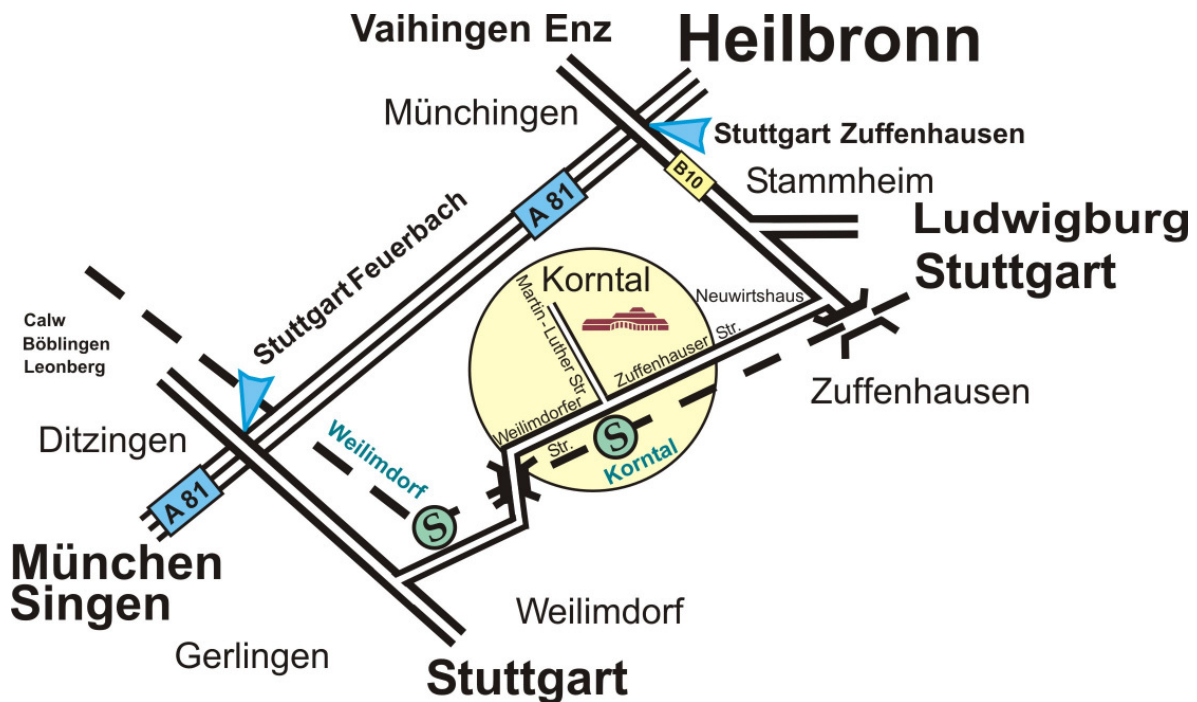 Vaihingen Enz
Heilbronn
Münchingen
Stuttgart Zuffenhausen
B10
Stammheim
A 81
Ludwigburg
Stuttgart
Stuttgart Feuerbach
Korntal
Neuwirtshaus
Martin-Luther Str.
Zuffenhauser Str.
Calw
Böblingen
Leonberg
Zuffenhausen
Ditzingen
Weilimdorfer Str.
Weilimdorf
S
Korntal
S
A 81
München
Singen
Weilimdorf
Gerlingen
Stuttgart